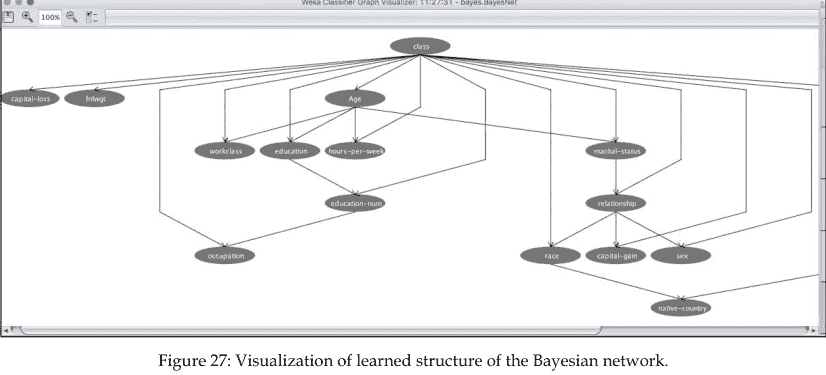 Weka Classifier Graph Visualizer: 11:27:31 - bayes.BayesNet
100%
class
capital-loss
fnlwgt
Age
workclass
education
hours-per-week
marital-status
education-num
relationship
occupation
race
capital-gain
sex
native-country
Figure 27: Visualization of learned structure of the Bayesian network.